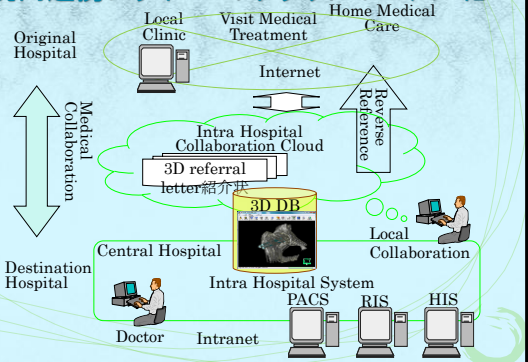 Original
Hospital
Local
Clinic
Visit Medical
Treatment
Home Medical
Care
Internet
Medical
Collaboration
Reverse
Reference
Intra Hospital
Collaboration Cloud
3D referral
letter紹介状
3D DB
Local
Collaboration
Central Hospital
Destination
Hospital
Intra Hospital System
PACS
RIS
HIS
Doctor
Intranet